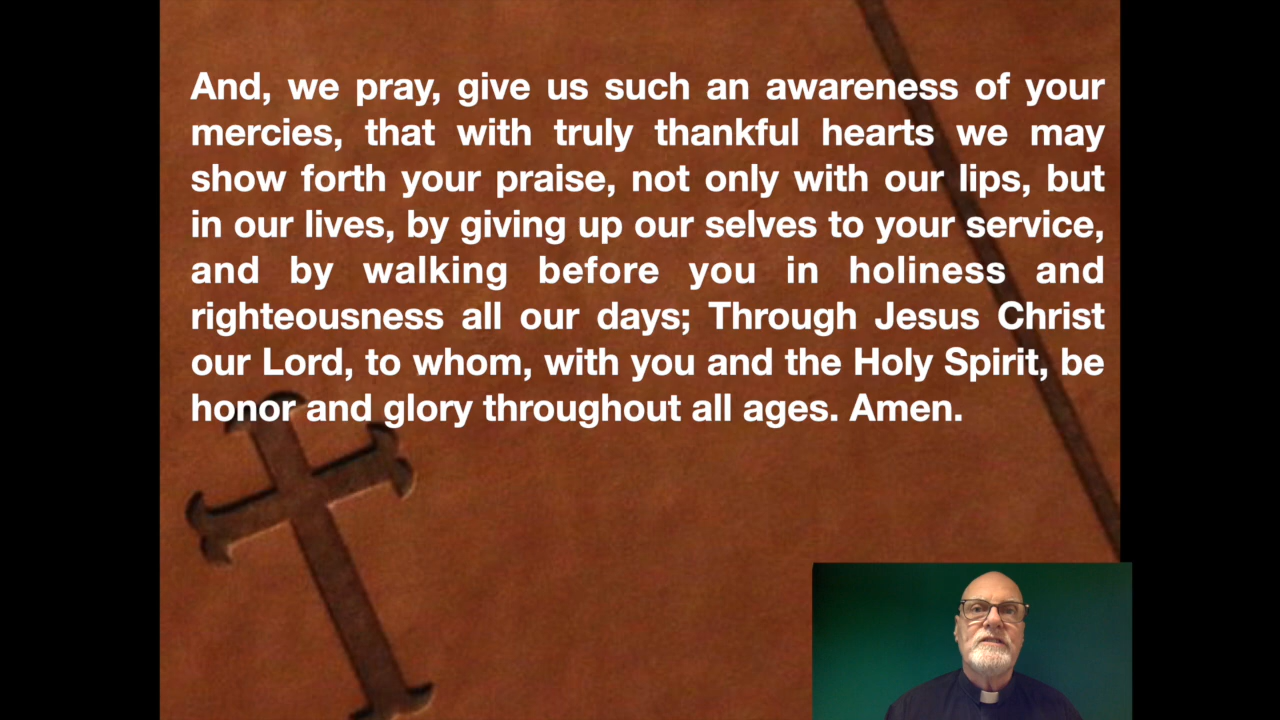 And, we pray, give us such an awareness of your
mercies, that with truly thankful hearts we may
show forth your praise, not only with our lips, but
in our lives, by giving up our selves to your service,
and by walking before you in holiness and
righteousness all our days; Through Jesus Christ
our Lord, to whom, with you and the Holy Spirit, be
honor and glory throughout all ages. Amen.